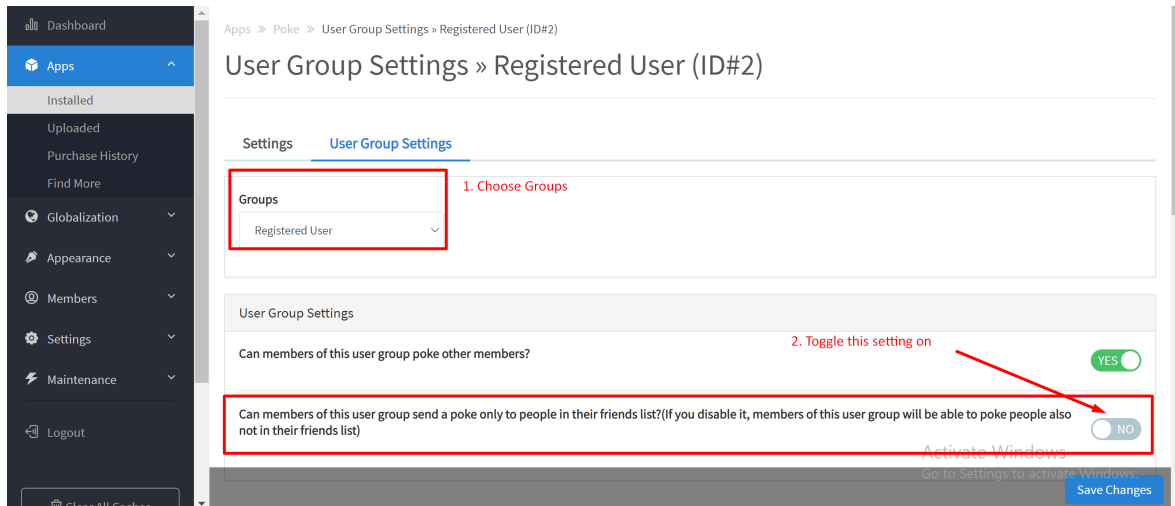 Dashboard
Apps
Installed
Uploaded
Purchase History
Find More
Globalization
Appearance
Members
Settings
Maintenance
Logout
Clear All Caches
Apps » Poke » User Group Settings » Registered User (ID#2)
User Group Settings » Registered User (ID#2)
Settings User Group Settings
1. Choose Groups
Groups
Registered User
User Group Settings
2. Toggle this setting on
Can members of this user group poke other members?
YES
Can members of this user group send a poke only to people in their friends list?(If you disable it, members of this user group will be able to poke people also
not in their friends list)
NO
Activate Windows
Go to Settings to activate Windows.
Save Changes